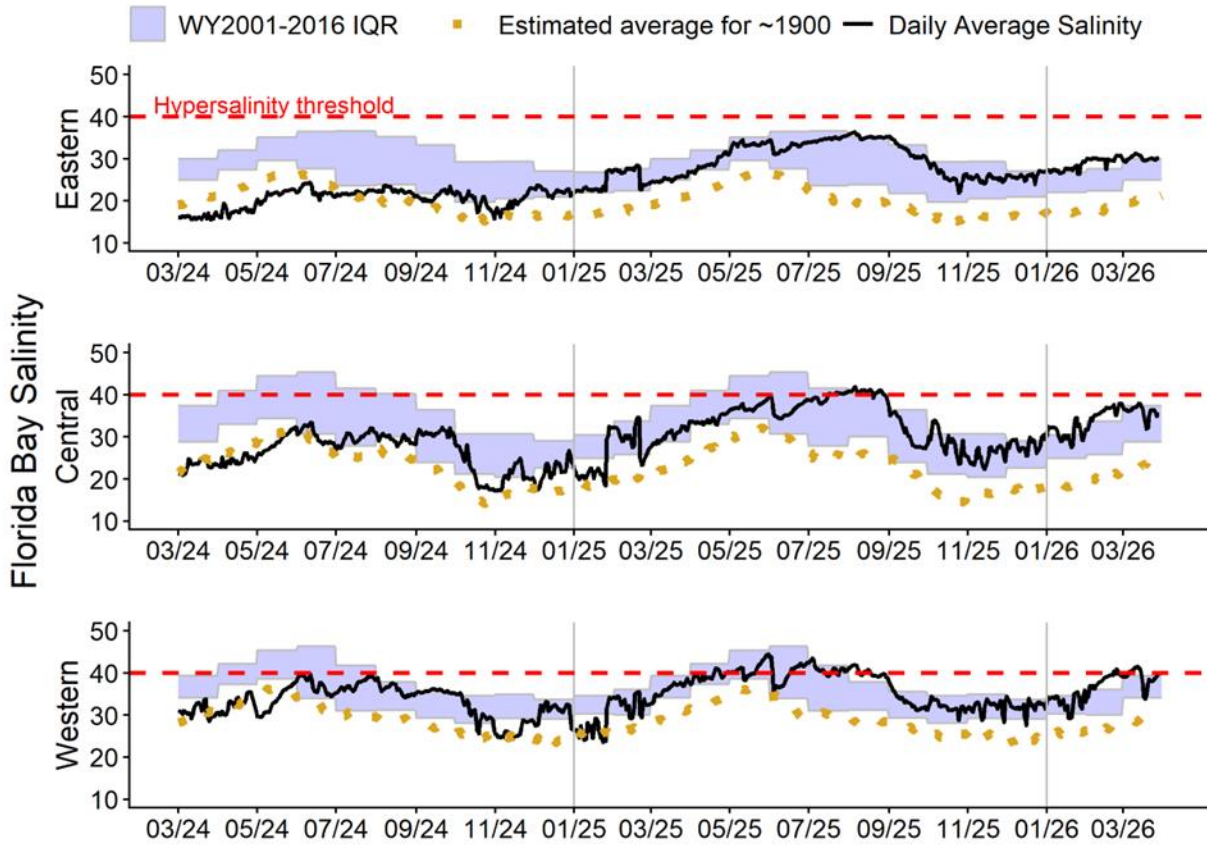 WY2001-2016 IQR Estimated average for ~1900 Daily Average Salinity
Florida Bay Salinity
Eastern
50
40
30
20
10
Hypersalinity threshold
03/24 05/24 07/24 09/24 11/24 01/25 03/25 05/25 07/25 09/25 11/25 01/26 03/26
Central
50
40
30
20
10
03/24 05/24 07/24 09/24 11/24 01/25 03/25 05/25 07/25 09/25 11/25 01/26 03/26
Western
50
40
30
20
10
03/24 05/24 07/24 09/24 11/24 01/25 03/25 05/25 07/25 09/25 11/25 01/26 03/26